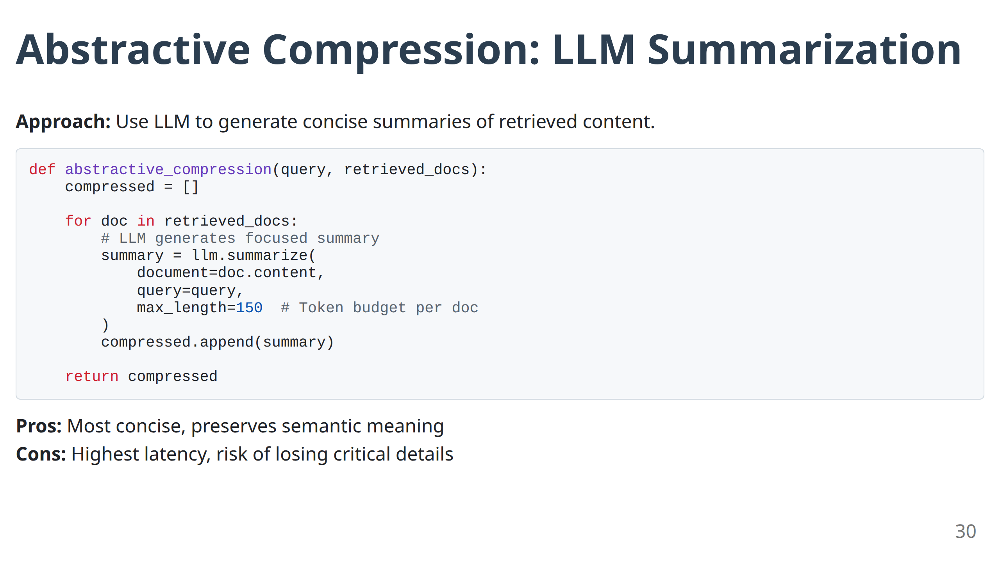 Abstractive Compression: LLM Summarization
Approach: Use LLM to generate concise summaries of retrieved content.
def abstractive_compression(query, retrieved_docs):
    compressed = []

    for doc in retrieved_docs:
        # LLM generates focused summary
        summary = llm.summarize(
            document=doc.content,
            query=query,
            max_length=150  # Token budget per doc
        )
        compressed.append(summary)

    return compressed
Pros: Most concise, preserves semantic meaning
Cons: Highest latency, risk of losing critical details
30